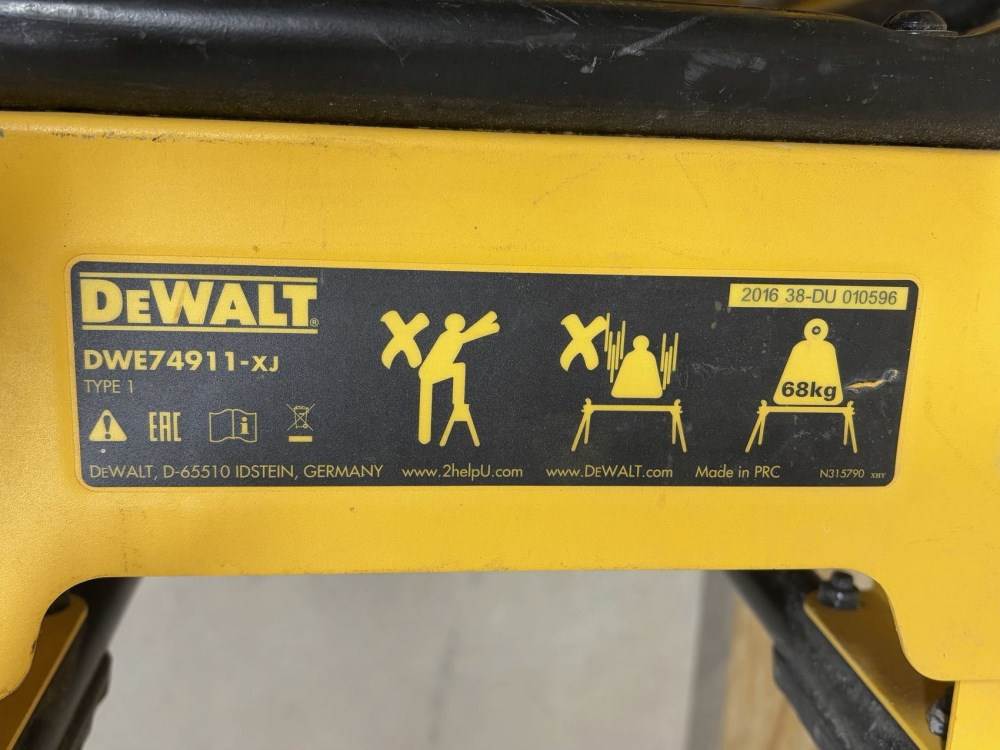 DEWALT®
2016 38-DU 010596
DWE74911-XJ
TYPE 1
68kg
EAC
i
DEWALT, D-65510 IDSTEIN, GERMANY www.2helpU.com www.DEWALT.com Made in PRC N315790 XHY